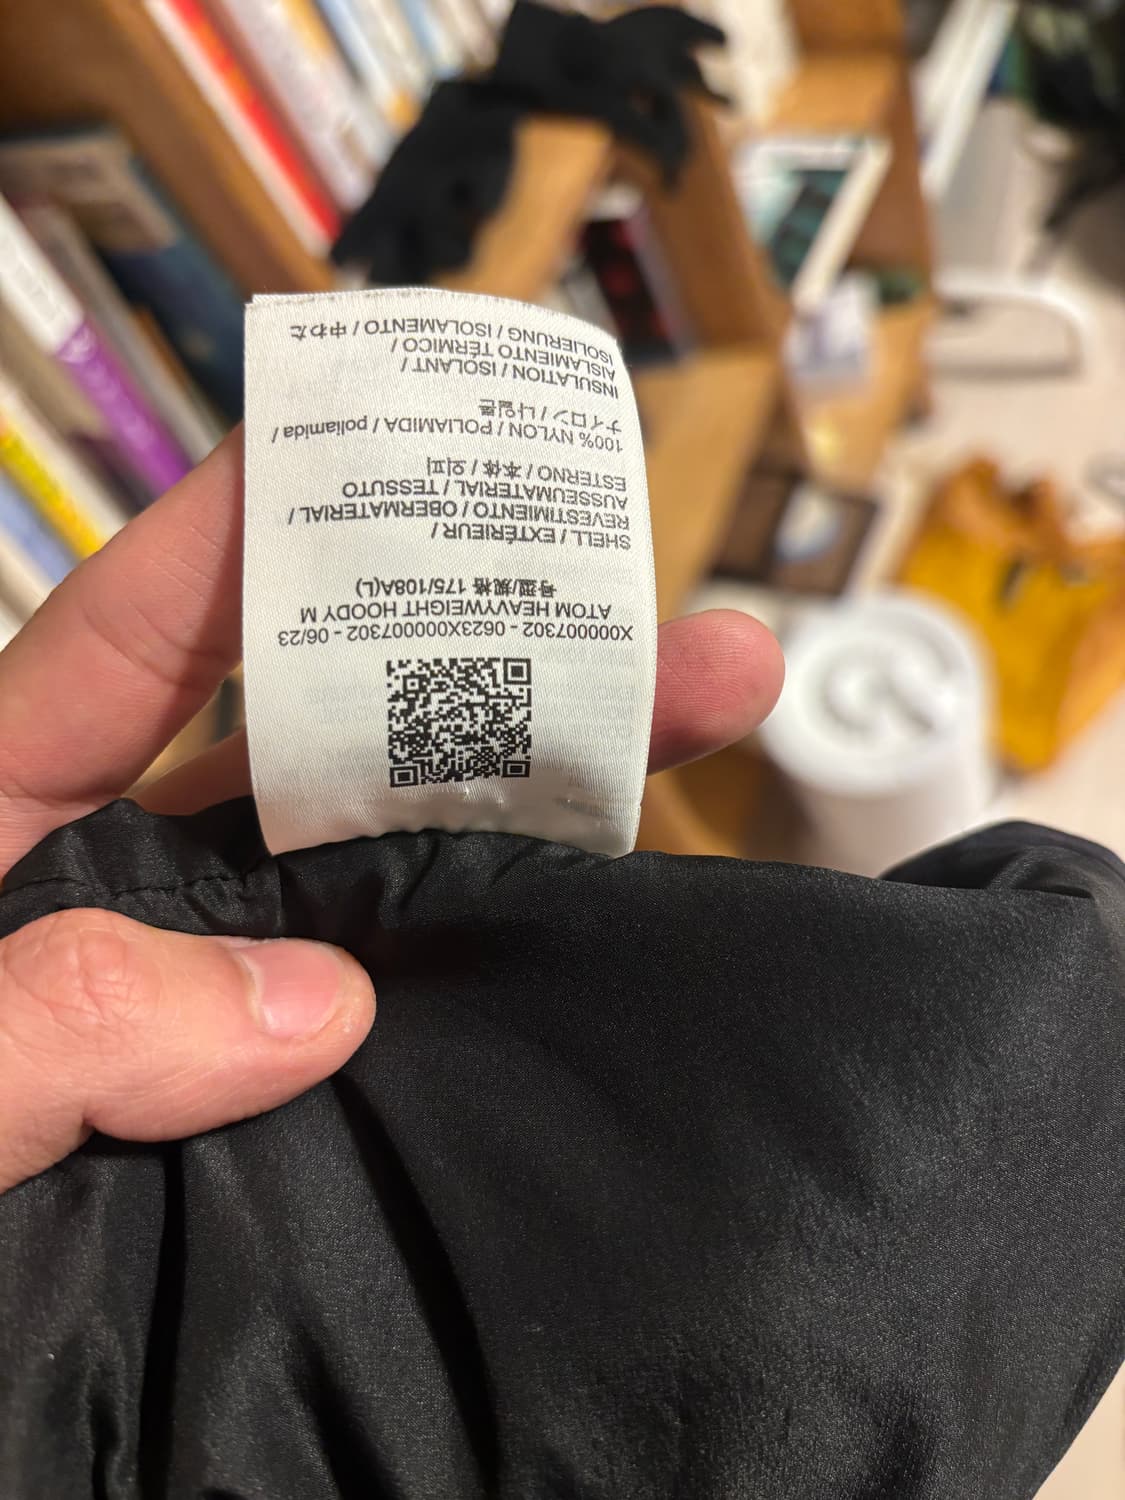 X000007302 - 0623X000007302 - 06/23
ATOM HEAVYWEIGHT HOODY M
号型/规格 175/108A(L)
SHELL / EXTÉRIEUR /
REVESTIMIENTO / OBERMATERIAL /
AUSSEUMATERIAL / TESSUTO
ESTERNO / 本体 / 외피
100% NYLON / POLIAMIDA / poliamida /
ナイロン / 나일론
INSULATION / ISOLANT /
AISLAMIENTO TÉRMICO /
ISOLIERUNG / ISOLAMENTO / 中わた